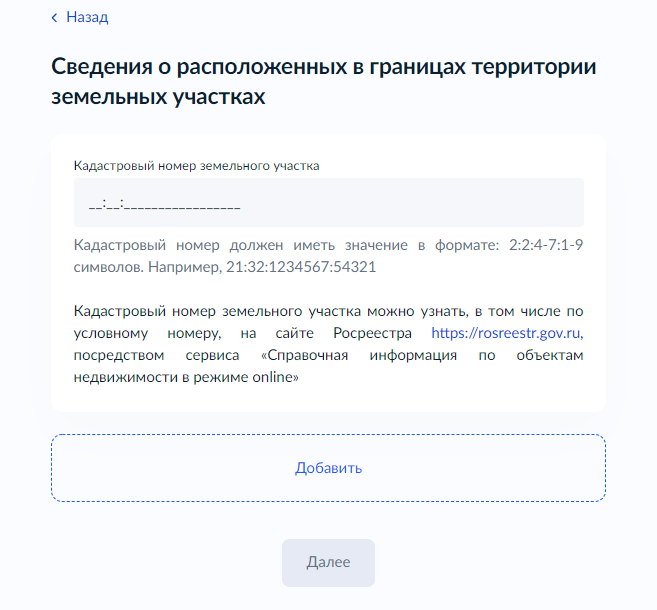 Назад
Сведения о расположенных в границах территории
земельных участках
Кадастровый номер земельного участка
__:__:_________________
Кадастровый номер должен иметь значение в формате: 2:2:4-7:1-9
символов. Например, 21:32:1234567:54321
Кадастровый номер земельного участка можно узнать, в том числе по
условному номеру, на сайте Росреестра https://rosreestr.gov.ru,
посредством сервиса «Справочная информация по объектам
недвижимости в режиме online»
Добавить
Далее